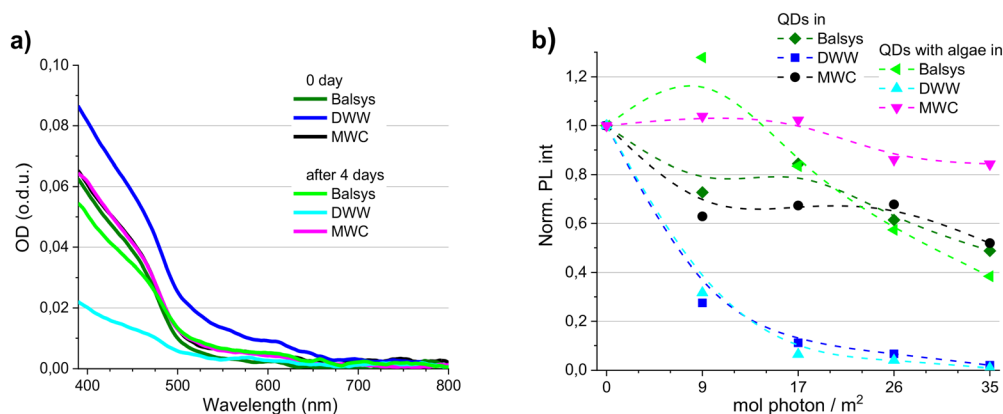 a)
0,10
0,08
0,06
0,04
0,02
0,00
OD (o.d.u.)
400
500
600
700
800
Wavelength (nm)
0 day
Balsys
DWW
MWC
after 4 days
Balsys
DWW
MWC
b)
QDs in
Balsys
DWW
MWC
QDs with algae in
Balsys
DWW
MWC
1,2
1,0
0,8
0,6
0,4
0,2
0,0
Norm. PL int
0
9
17
26
35
mol photon / m²